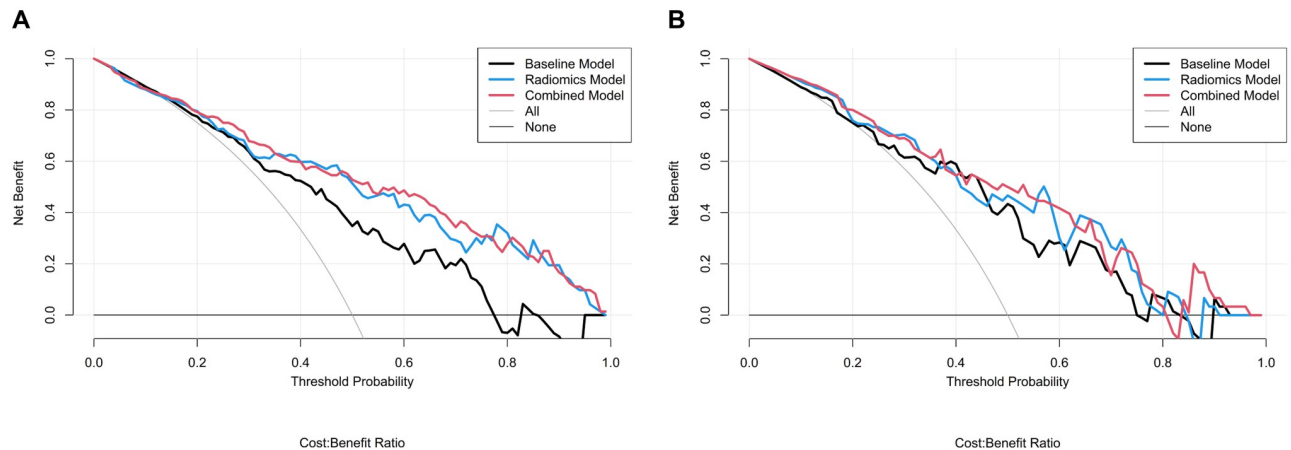 A
Baseline Model
Radiomics Model
Combined Model
All
None
Net Benefit
1.0
0.8
0.6
0.4
0.2
0.0
0.0 0.2 0.4 0.6 0.8 1.0
Threshold Probability
Cost:Benefit Ratio
B
Baseline Model
Radiomics Model
Combined Model
All
None
Net Benefit
1.0
0.8
0.6
0.4
0.2
0.0
0.0 0.2 0.4 0.6 0.8 1.0
Threshold Probability
Cost:Benefit Ratio